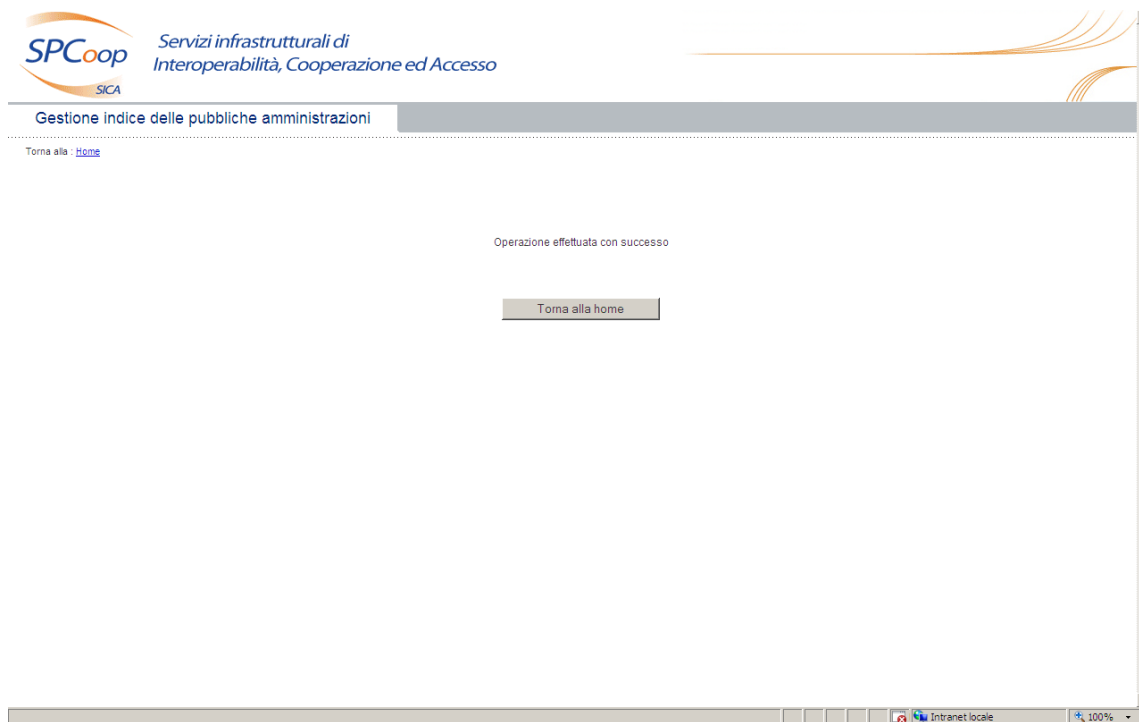 SPCoop
SICA
Servizi infrastrutturali di
Interoperabilità, Cooperazione ed Accesso
Gestione indice delle pubbliche amministrazioni
Torna alla : Home
Operazione effettuata con successo
Torna alla home
Intranet locale
100%